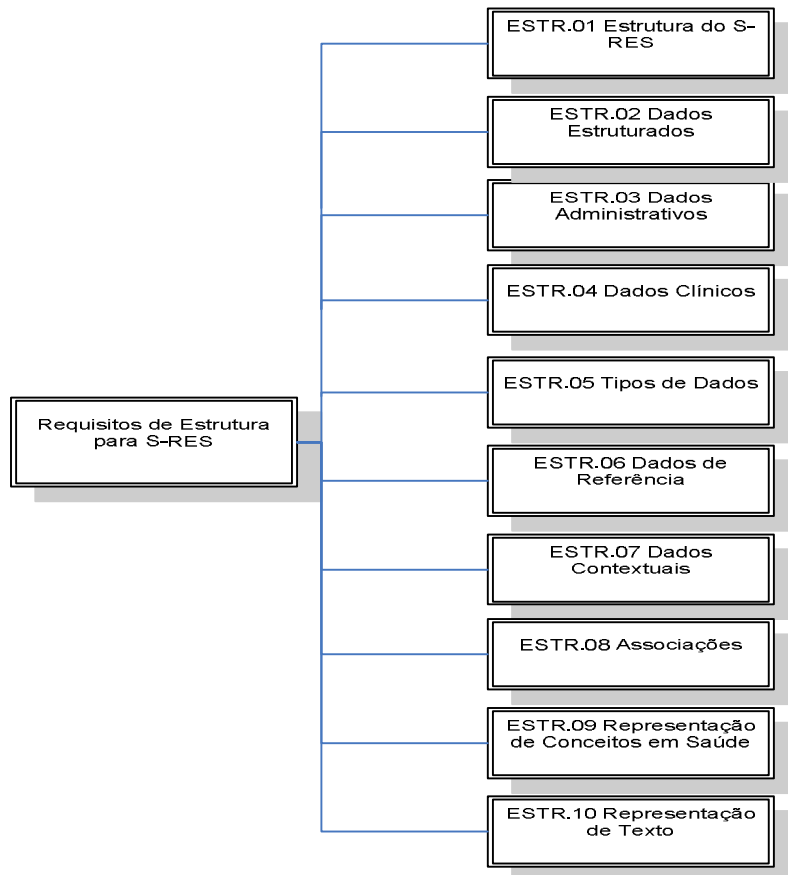 ESTR.01 Estrutura do S-
RES
ESTR.02 Dados
Estruturados
ESTR.03 Dados
Administrativos
ESTR.04 Dados Clínicos
ESTR.05 Tipos de Dados
Requisitos de Estrutura
para S-RES
ESTR.06 Dados de
Referência
ESTR.07 Dados
Contextuais
ESTR.08 Associações
ESTR.09 Representação
de Conceitos em Saúde
ESTR.10 Representação
de Texto